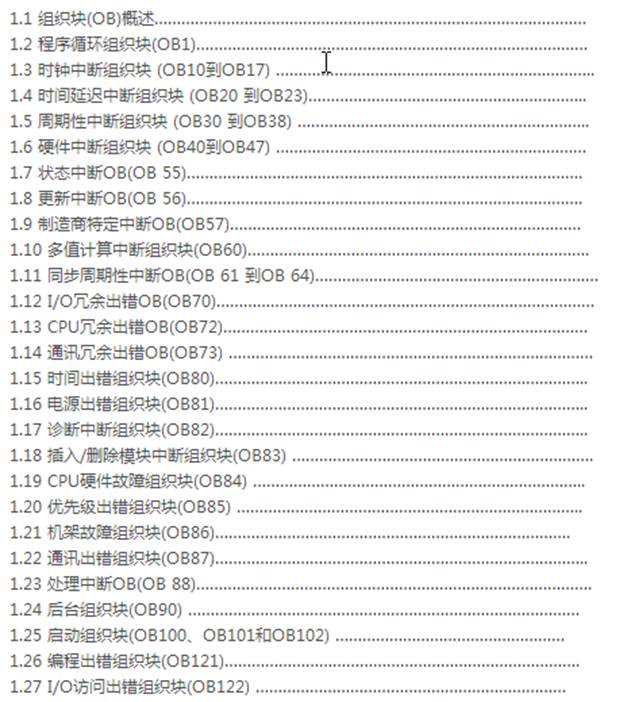 1.1 组织块(OB)概述........................................................................................................
1.2 程序循环组织块(OB1)...............................................................................................
1.3 时钟中断组织块 (OB10到OB17) .............................................................................
1.4 时间延迟中断组织块 (OB20 到OB23)....................................................................
1.5 周期性中断组织块 (OB30 到OB38) .......................................................................
1.6 硬件中断组织块 (OB40到OB47) ...........................................................................
1.7 状态中断OB(OB 55)................................................................................................
1.8 更新中断OB(OB 56)................................................................................................
1.9 制造商特定中断OB(OB57).....................................................................................
1.10 多值计算中断组织块(OB60)..................................................................................
1.11 同步周期性中断OB(OB 61 到OB 64)....................................................................
1.12 I/O冗余出错OB(OB70)...........................................................................................
1.13 CPU冗余出错OB(OB72)........................................................................................
1.14 通讯冗余出错OB(OB73) ........................................................................................
1.15 时间出错组织块(OB80)..........................................................................................
1.16 电源出错组织块(OB81)..........................................................................................
1.17 诊断中断组织块(OB82)..........................................................................................
1.18 插入/删除模块中断组织块(OB83) .........................................................................
1.19 CPU硬件故障组织块(OB84) .................................................................................
1.20 优先级出错组织块(OB85) .....................................................................................
1.21 机架故障组织块(OB86)......................................................................................
1.22 通讯出错组织块(OB87)..........................................................................................
1.23 处理中断OB(OB 88)................................................................................................
1.24 后台组织块(OB90) ...............................................................................................
1.25 启动组织块(OB100、OB101和OB102) ........................................................
1.26 编程出错组织块(OB121)......................................................................................
1.27 I/O访问出错组织块(OB122) ...........................................................................